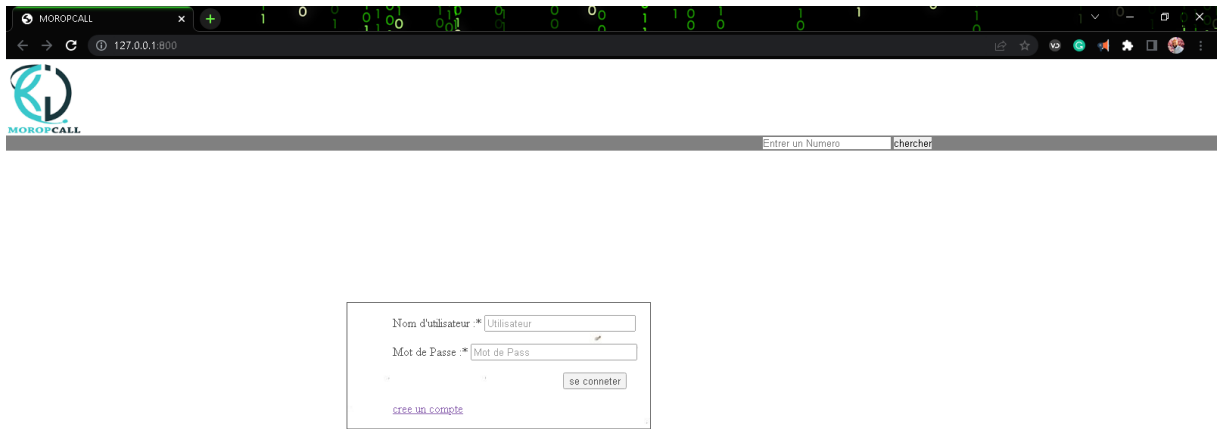 MOROPCALL
127.0.0.1:800
MOROPCALL
Entrer un Numero chercher
Nom d'utilisateur :* Utilisateur
Mot de Passe :* Mot de Pass
se conneter
cree un compte